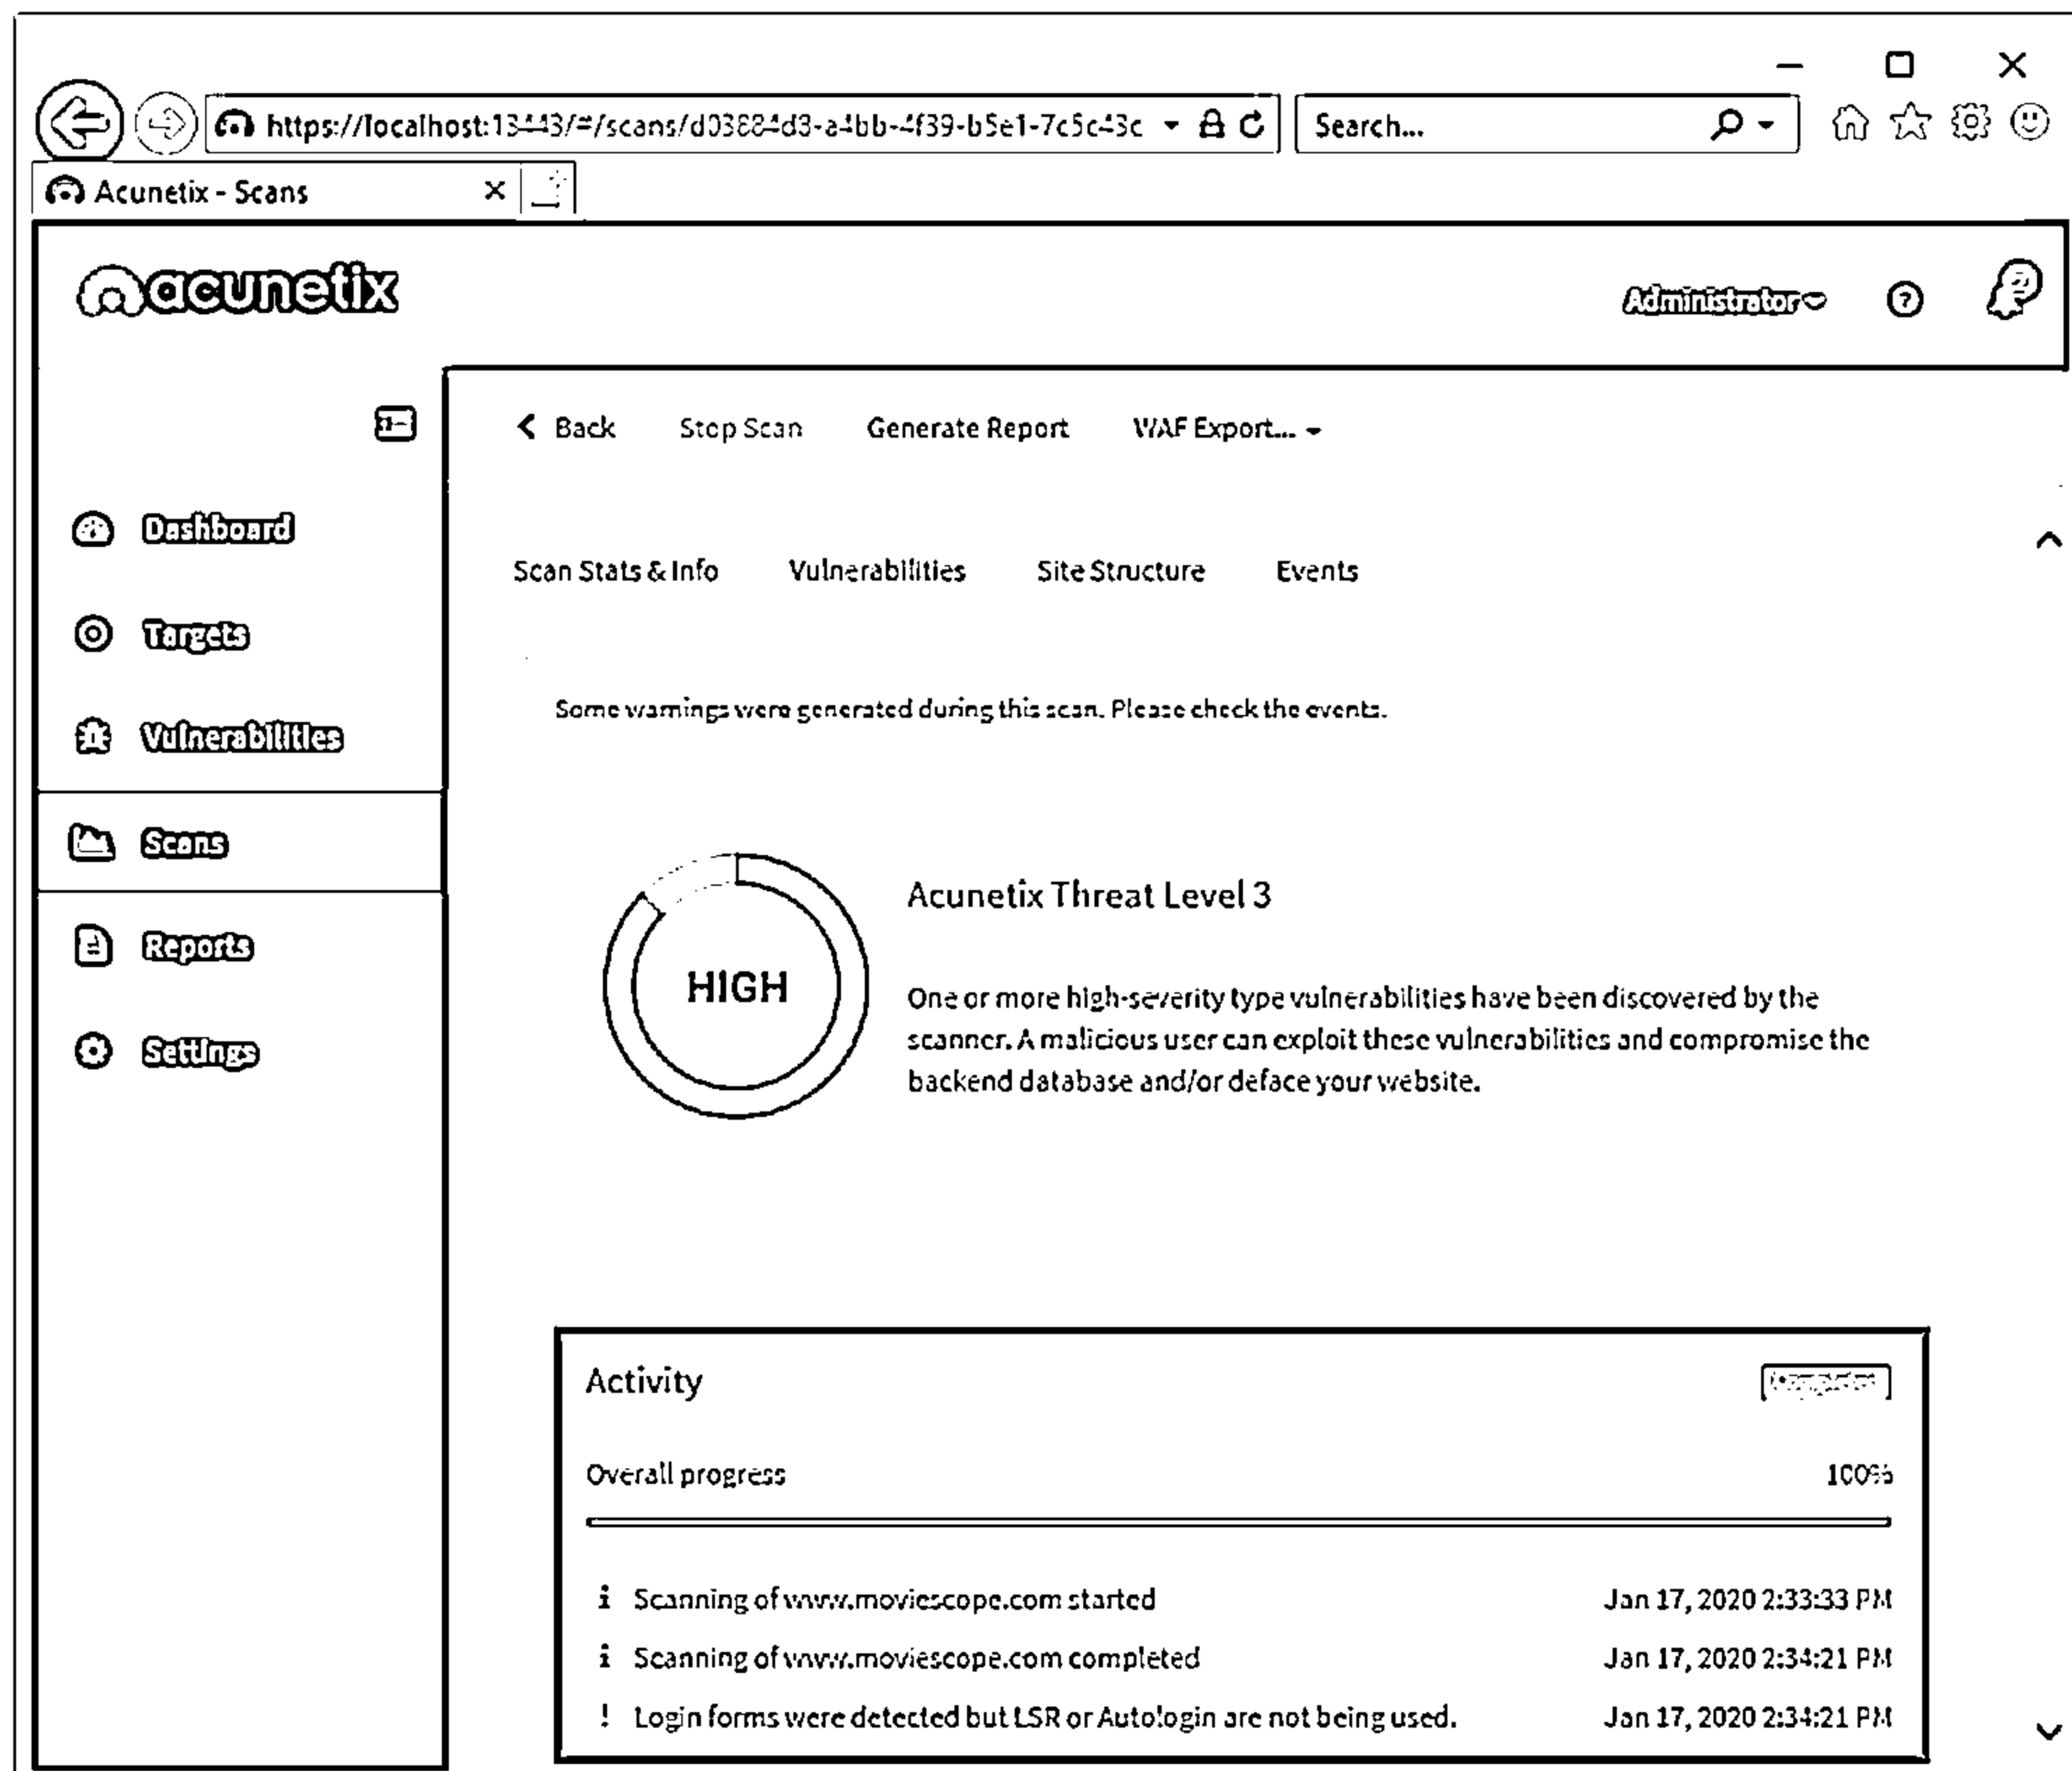 https://localhost:13443/#/scans/d03884d3-a4bb-4f39-b5e1-7c5c43c
Search...
Acunetix - Scans
acunetix
Administrator
Back Stop Scan Generate Report WAF Export...
Dashboard
Scan Stats & Info Vulnerabilities Site Structure Events
Targets
Some warnings were generated during this scan. Please check the events.
Vulnerabilities
Scans
Reports
Settings
HIGH
Acunetix Threat Level 3
One or more high-severity type vulnerabilities have been discovered by the
scanner. A malicious user can exploit these vulnerabilities and compromise the
backend database and/or deface your website.
Activity Completed
Overall progress 100%
Scanning of www.moviescope.com started Jan 17, 2020 2:33:33 PM
Scanning of www.moviescope.com completed Jan 17, 2020 2:34:21 PM
Login forms were detected but LSR or Autologin are not being used. Jan 17, 2020 2:34:21 PM